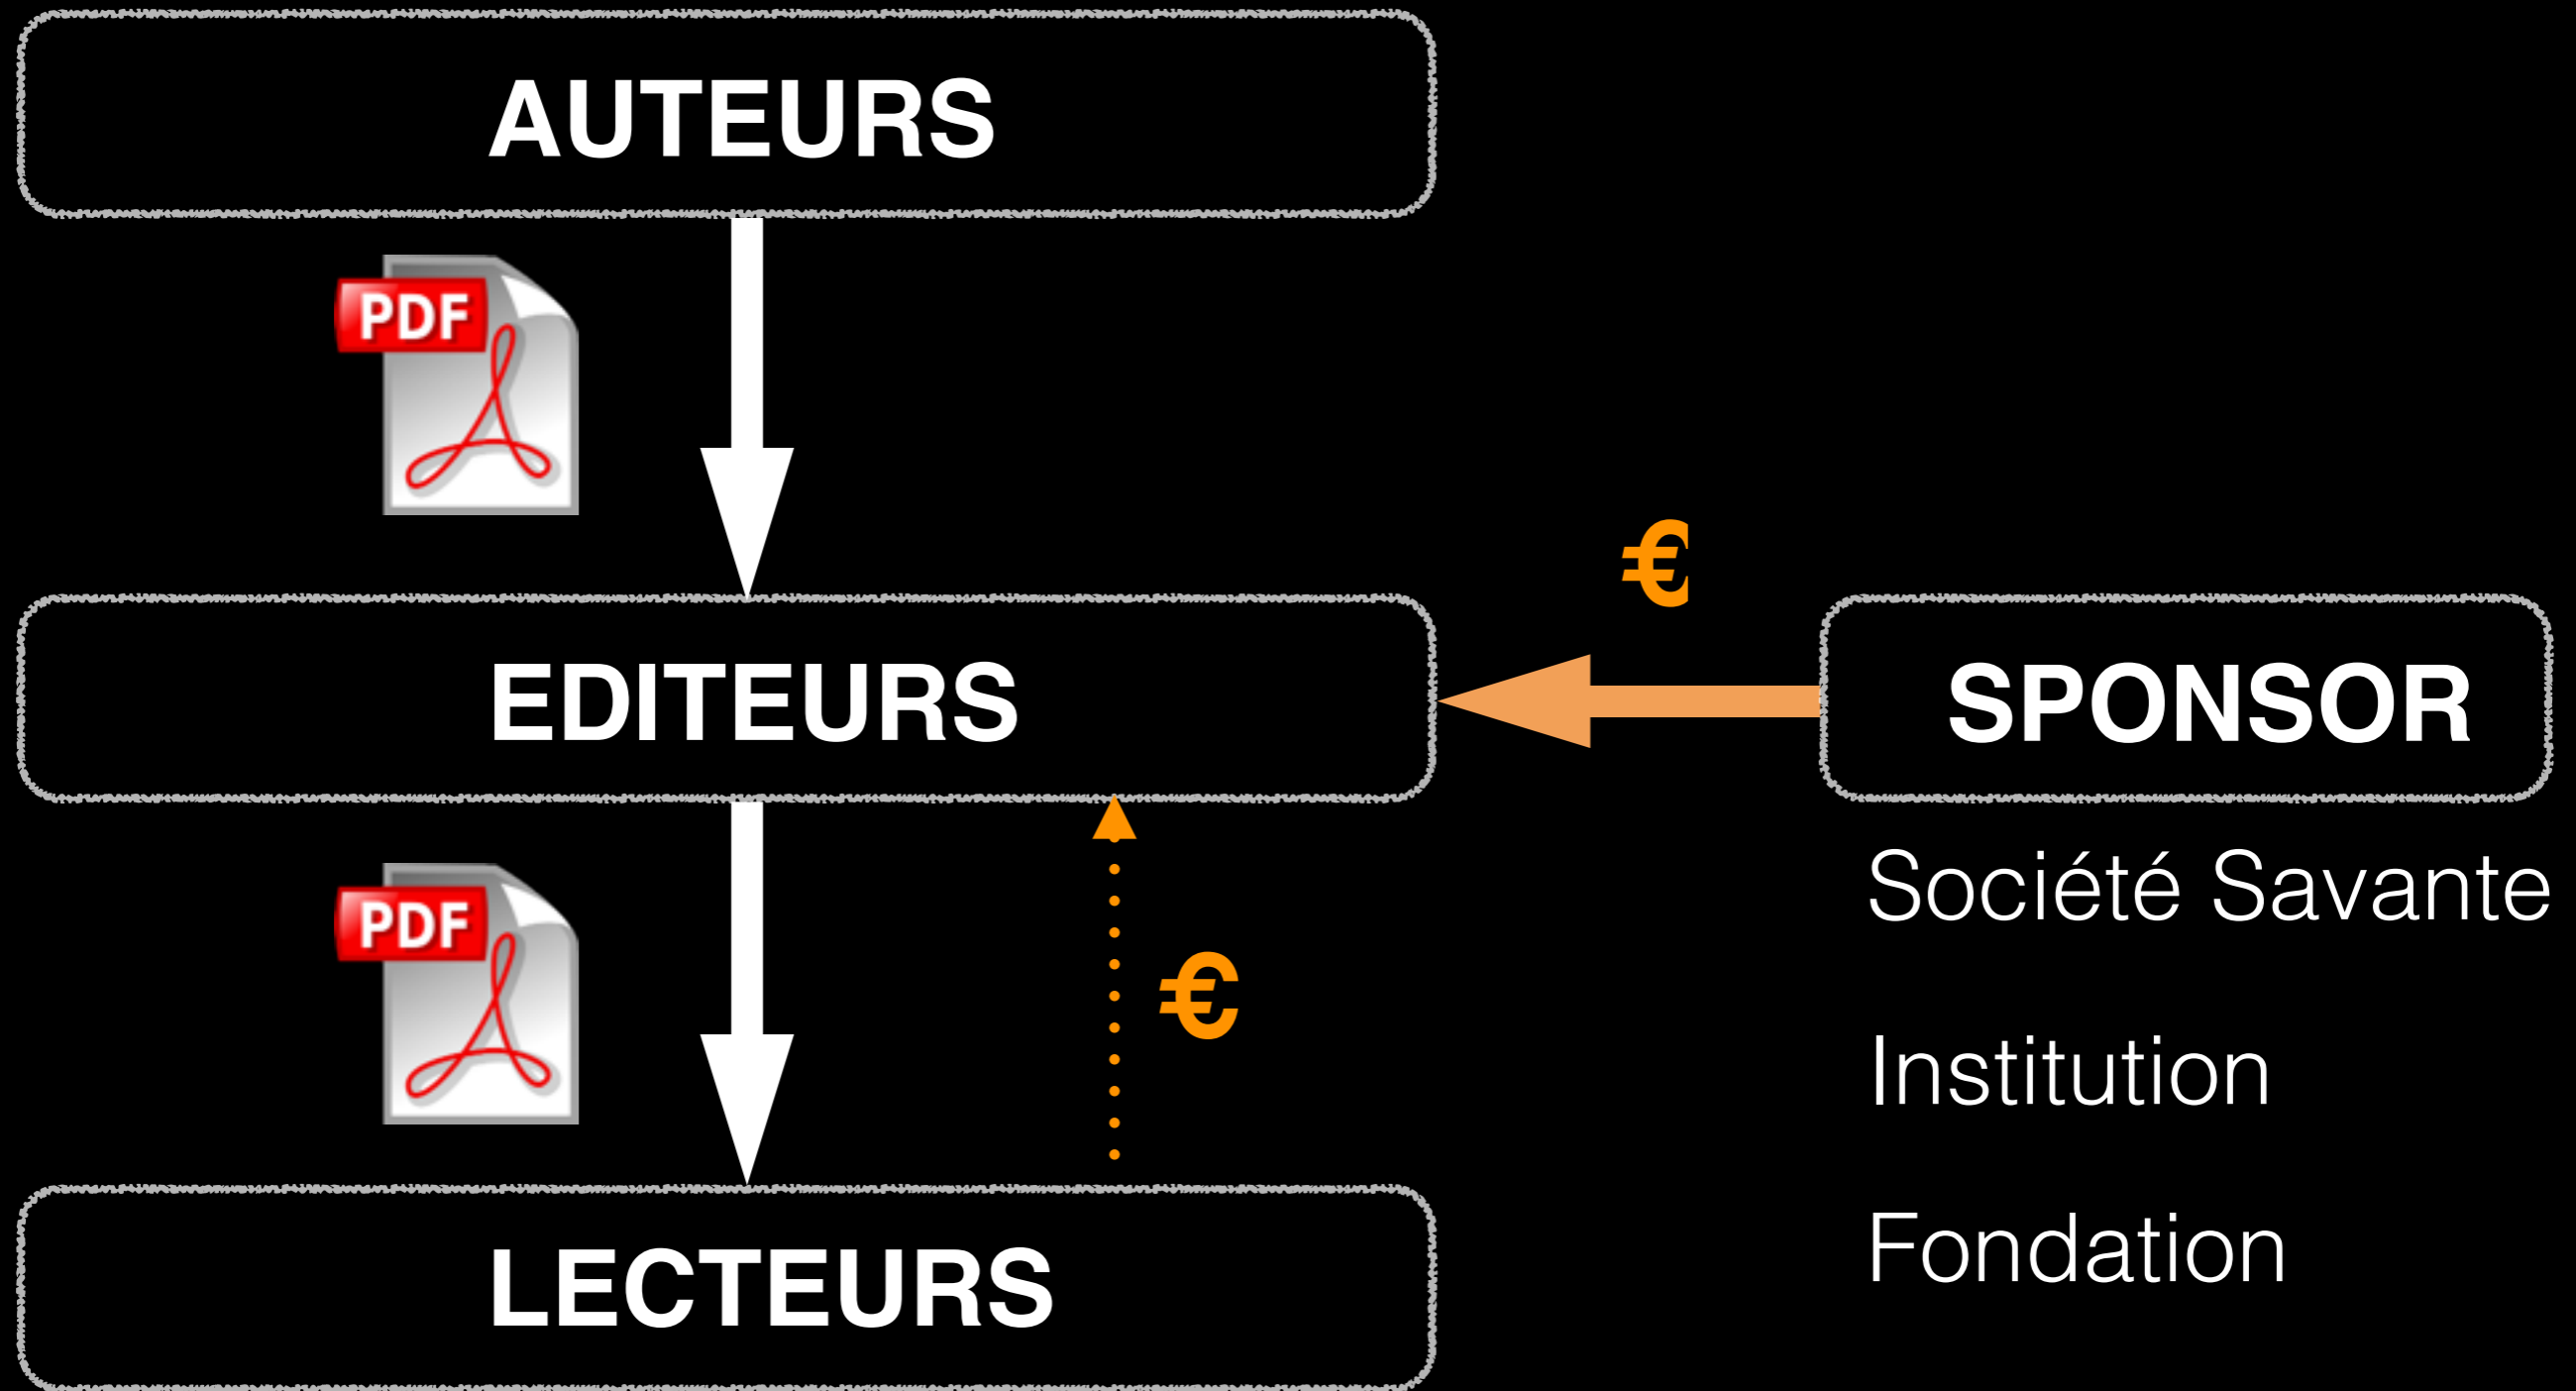 AUTEURS
PDF
€
EDITEURS
SPONSOR
Société Savante
PDF
€
Institution
Fondation
LECTEURS